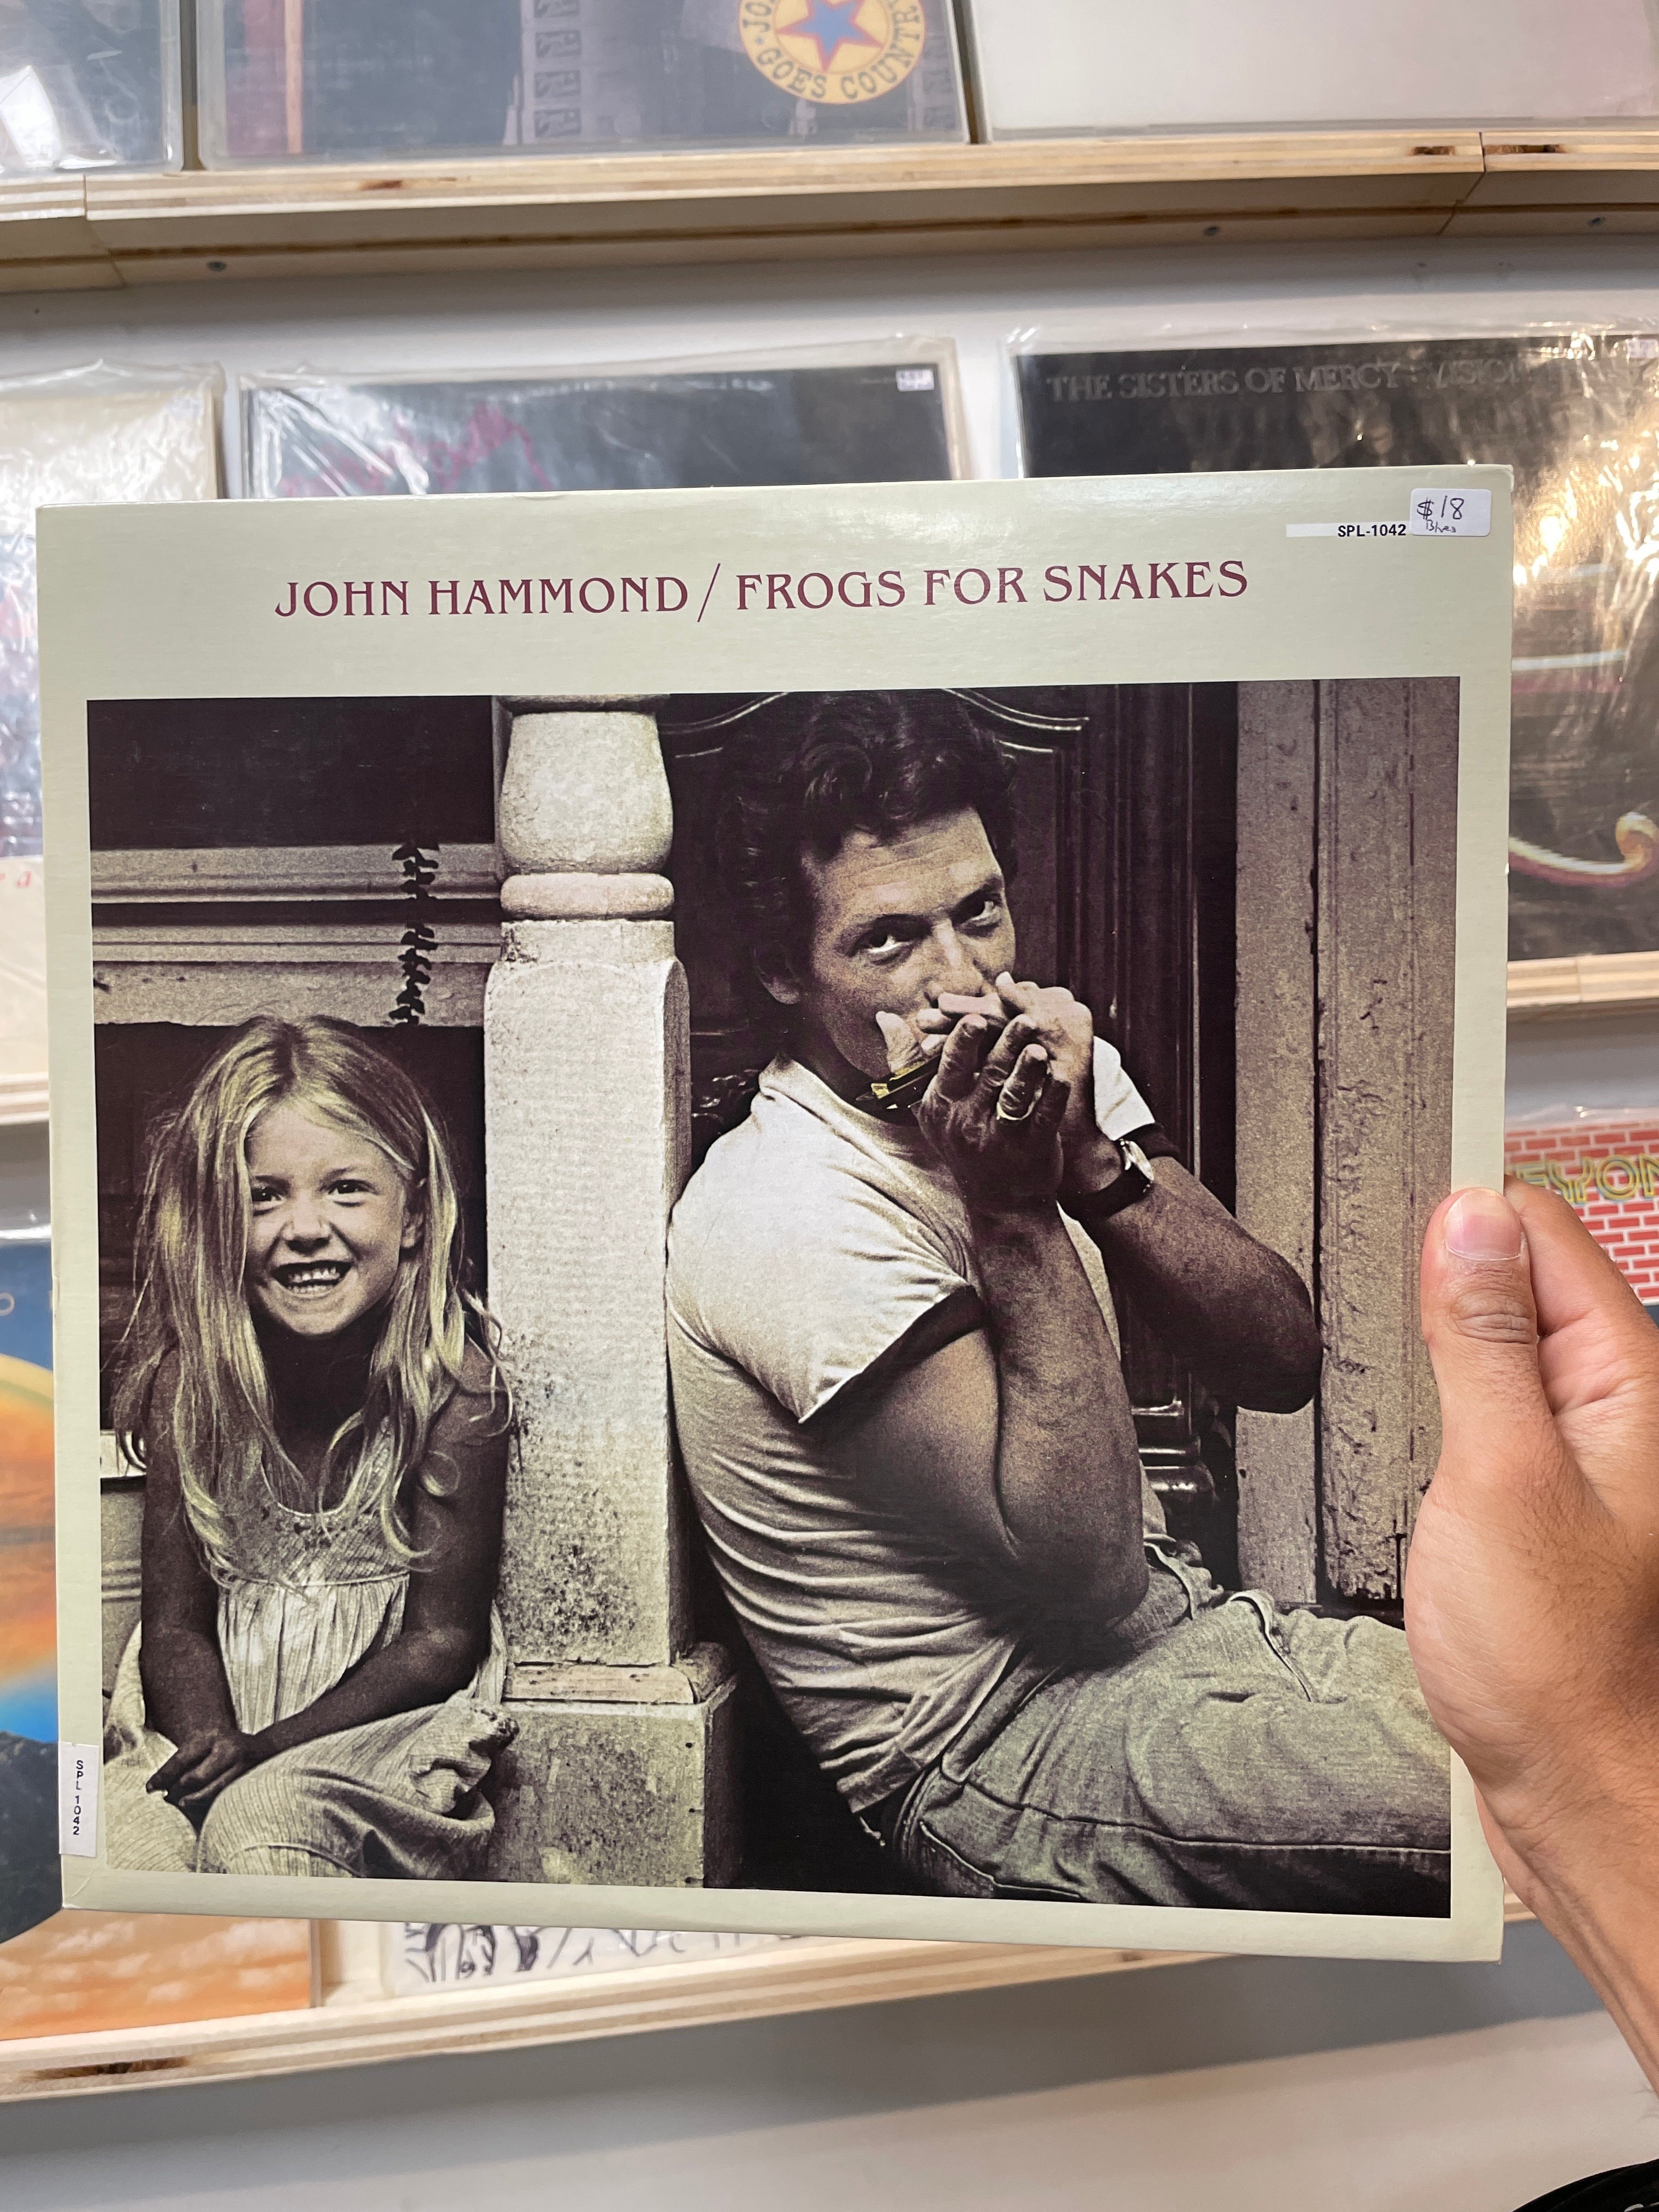 GOES COUNTRY
THE SISTERS OF MERCY
$18
Blues
SPL-1042
JOHN HAMMOND / FROGS FOR SNAKES
SPL 1042